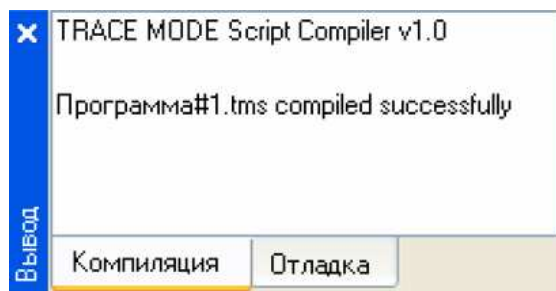 TRACE MODE Script Compiler v1.0
Программа#1.tms compiled successfully
Вывод
Компиляция
Отладка